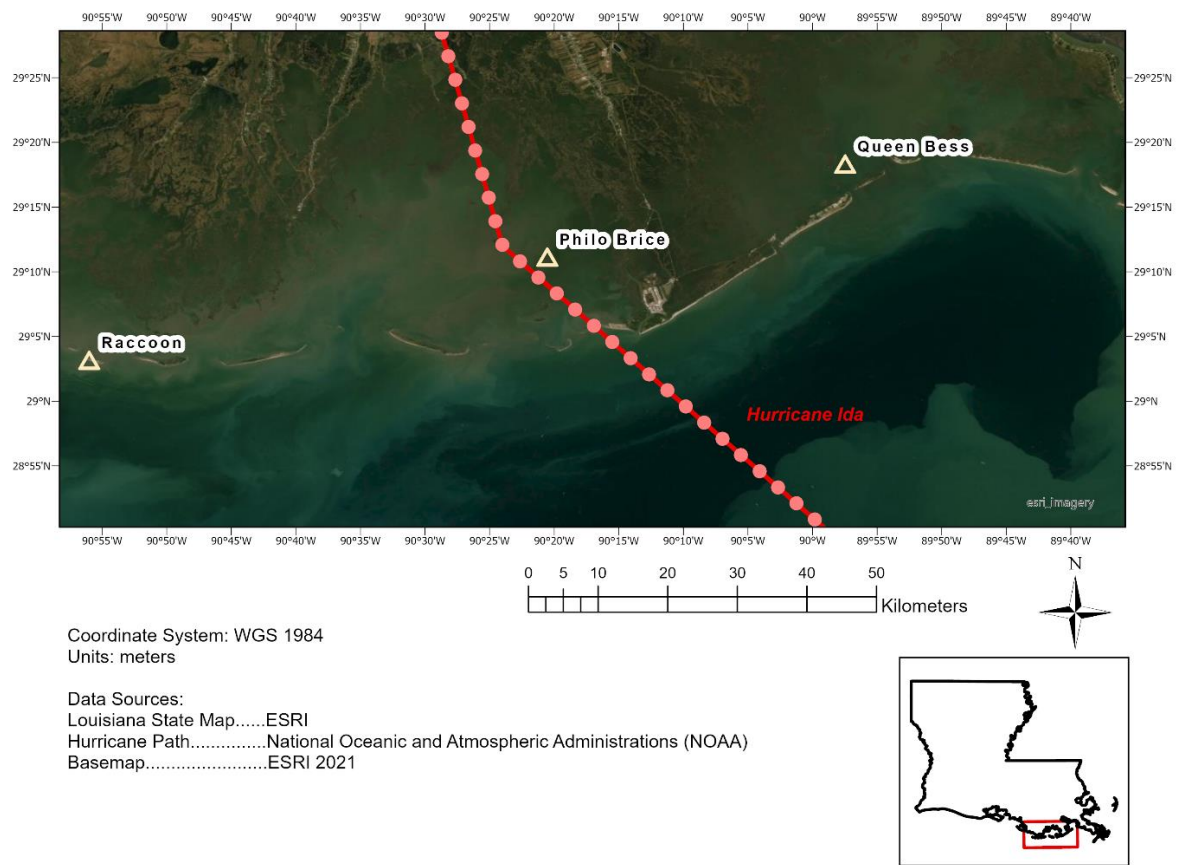 90°55'W 90°50'W 90°45'W 90°40'W 90°35'W 90°30'W 90°25'W 90°20'W 90°15'W 90°10'W 90°5'W 90°0'W 89°55'W 89°50'W 89°45'W 89°40'W
29°25'N 29°25'N
29°20'N 29°20'N
Queen Bess
29°15'N 29°15'N
Philo Brice
29°10'N 29°10'N
29°5'N 29°5'N
Raccoon
29°N 29°N
Hurricane Ida
28°55'N 28°55'N
esri_imagery
90°55'W 90°50'W 90°45'W 90°40'W 90°35'W 90°30'W 90°25'W 90°20'W 90°15'W 90°10'W 90°5'W 90°0'W 89°55'W 89°50'W 89°45'W 89°40'W
N
0 5 10 20 30 40 50
Kilometers
Coordinate System: WGS 1984
Units: meters
Data Sources:
Louisiana State Map......ESRI
Hurricane Path..............National Oceanic and Atmospheric Administrations (NOAA)
Basemap.......................ESRI 2021